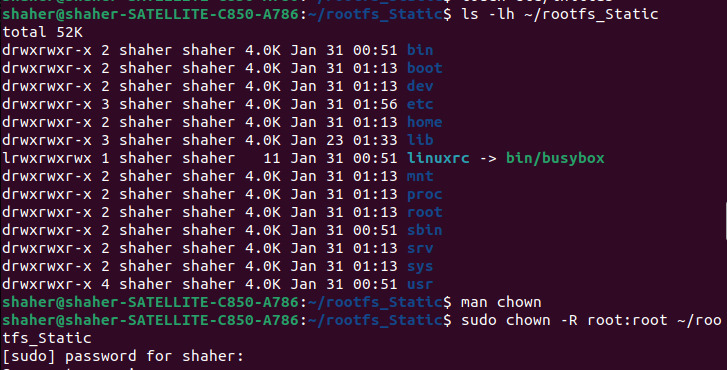 shaher@shaher-SATELLITE-C850-A786:~/rootfs_Static$ ls -lh ~/rootfs_Static
total 52K
drwxrwxr-x 2 shaher shaher 4.0K Jan 31 00:51 bin
drwxrwxr-x 2 shaher shaher 4.0K Jan 31 01:13 boot
drwxrwxr-x 2 shaher shaher 4.0K Jan 31 01:13 dev
drwxrwxr-x 3 shaher shaher 4.0K Jan 31 01:56 etc
drwxrwxr-x 2 shaher shaher 4.0K Jan 31 01:13 home
drwxrwxr-x 3 shaher shaher 4.0K Jan 23 01:33 lib
lrwxrwxrwx 1 shaher shaher   11 Jan 31 00:51 linuxrc -> bin/busybox
drwxrwxr-x 2 shaher shaher 4.0K Jan 31 01:13 mnt
drwxrwxr-x 2 shaher shaher 4.0K Jan 31 01:13 proc
drwxrwxr-x 2 shaher shaher 4.0K Jan 31 01:13 root
drwxrwxr-x 2 shaher shaher 4.0K Jan 31 00:51 sbin
drwxrwxr-x 2 shaher shaher 4.0K Jan 31 01:13 srv
drwxrwxr-x 2 shaher shaher 4.0K Jan 31 01:13 sys
drwxrwxr-x 4 shaher shaher 4.0K Jan 31 00:51 usr
shaher@shaher-SATELLITE-C850-A786:~/rootfs_Static$ man chown
shaher@shaher-SATELLITE-C850-A786:~/rootfs_Static$ sudo chown -R root:root ~/roo
tfs_Static
[sudo] password for shaher: